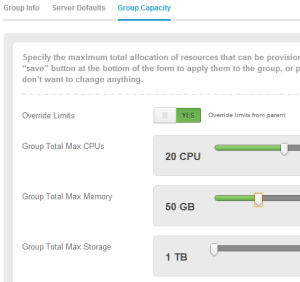 Group Info Server Defaults Group Capacity
Specify the maximum total allocation of resources that can be provision
"save" button at the bottom of the form to apply them to the group, or p
don't want to change anything.
Override Limits YES Override limits from parent
Group Total Max CPUs
20 CPU
Group Total Max Memory
50 GB
Group Total Max Storage
1 TB